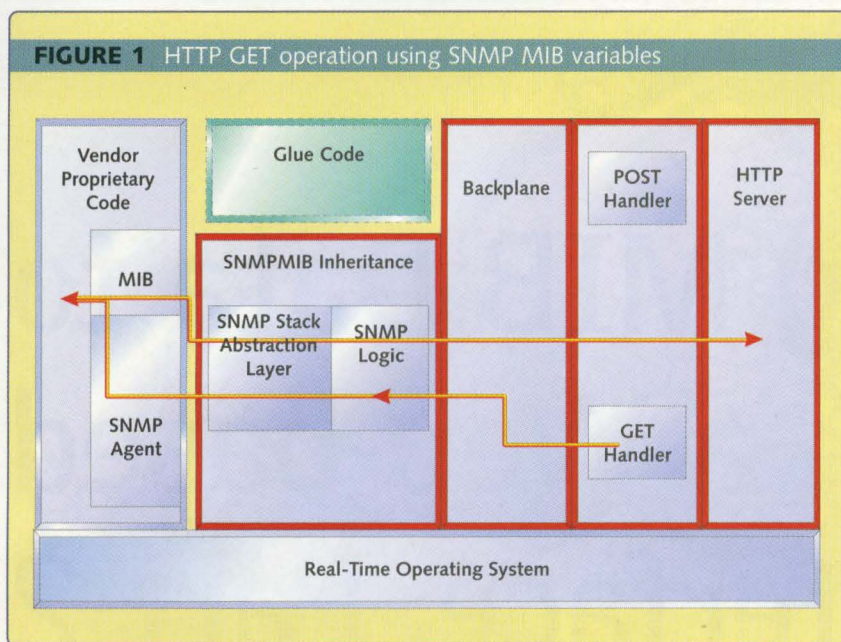 FIGURE 1 HTTP GET operation using SNMP MIB variables
Vendor
Proprietary
Code
Glue Code
Backplane
POST
Handler
HTTP
Server
MIB
SNMPMIB Inheritance
SNMP Stack
Abstraction
Layer
SNMP
Logic
SNMP
Agent
GET
Handler
Real-Time Operating System